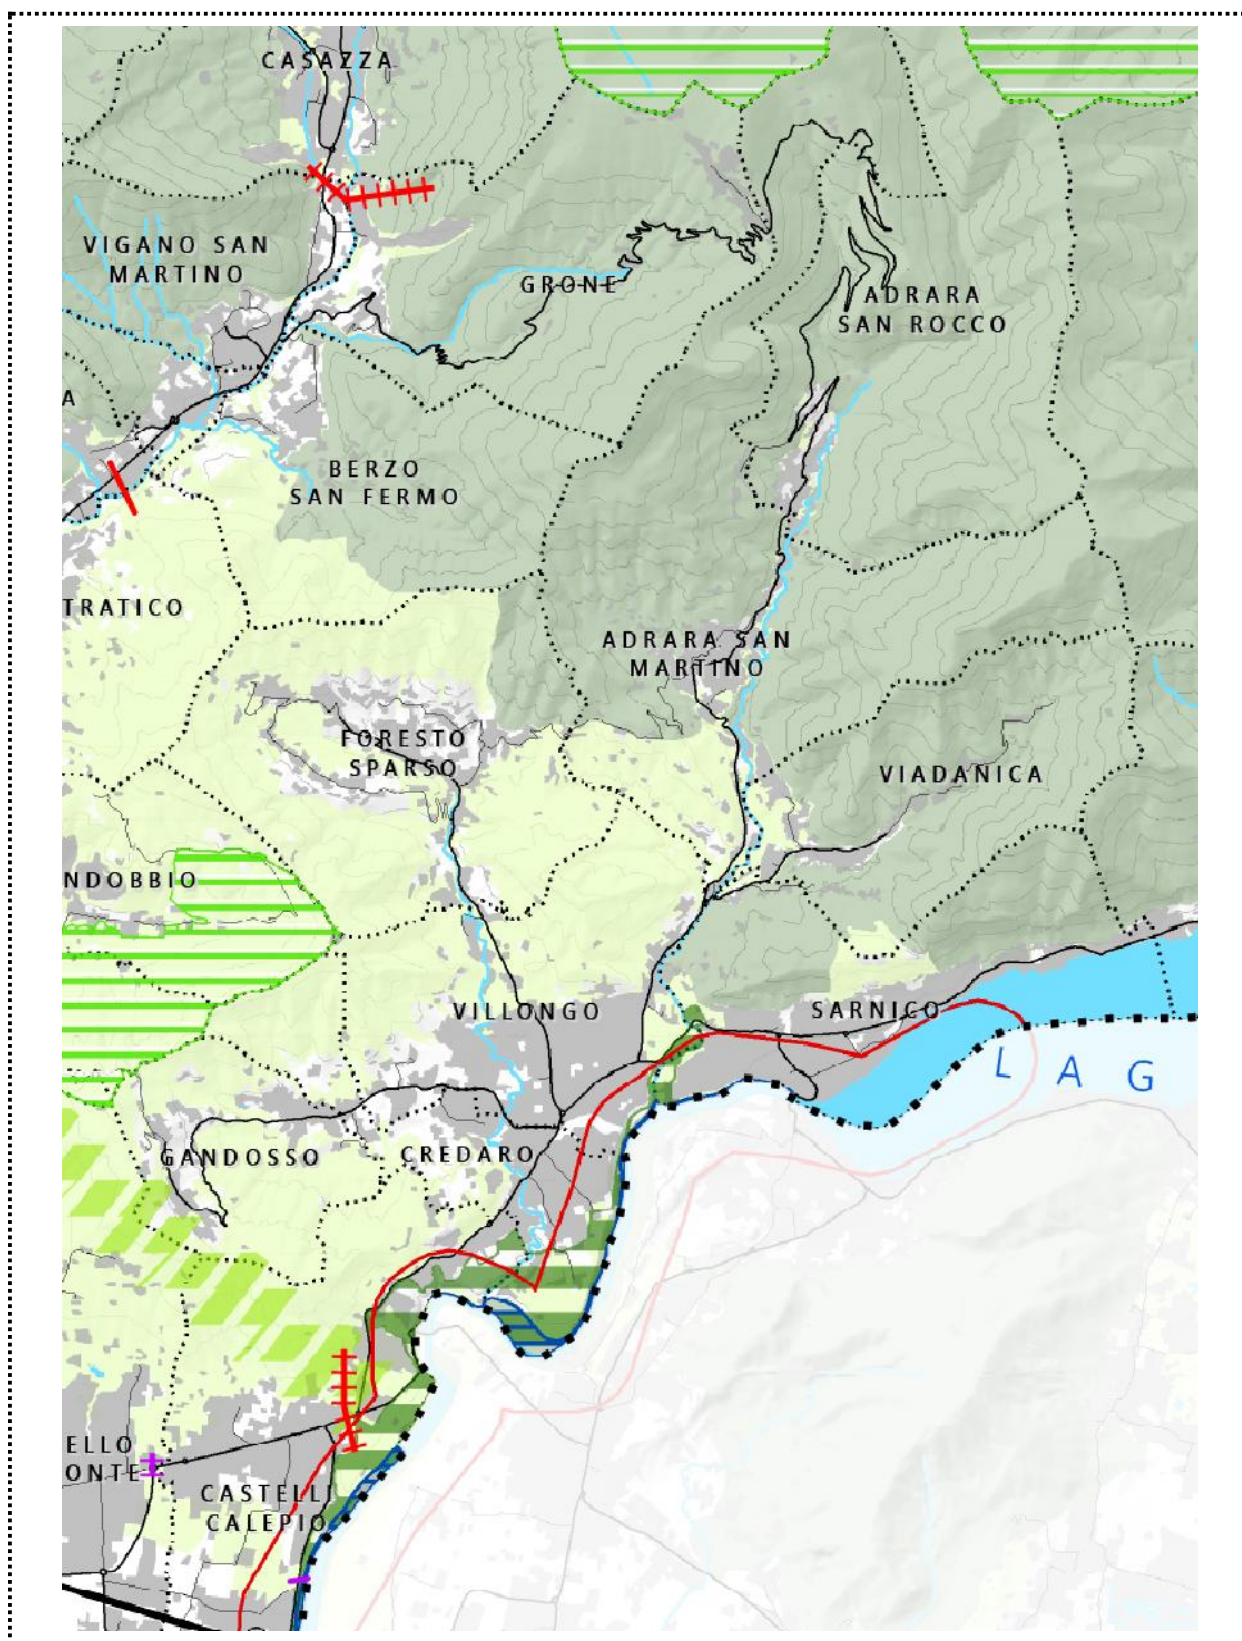 CASAZZA
VIGANO SAN
MARTINO
GRONE
ADRARA
SAN ROCCO
A
BERZO
SAN FERMO
TRATICO
ADRARA SAN
MARTINO
FORESTO
SPARSO
VIADANICA
NDOBBIO
VILLONGO
SARNICO
L A G
GANDOSSO
CREDARO
ELLO
ONTE
CASTELLI
CALEPIO